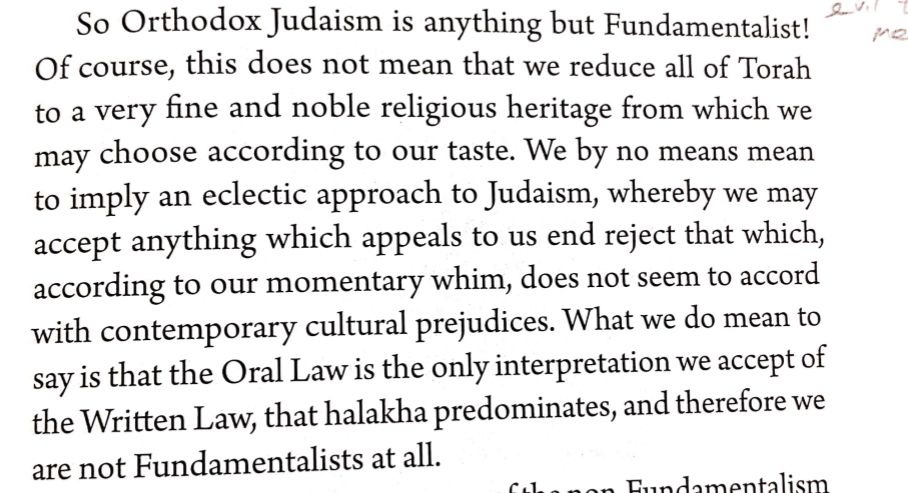 So Orthodox Judaism is anything but Fundamentalist!
Of course, this does not mean that we reduce all of Torah
to a very fine and noble religious heritage from which we
may choose according to our taste. We by no means mean
to imply an eclectic approach to Judaism, whereby we may
accept anything which appeals to us end reject that which,
according to our momentary whim, does not seem to accord
with contemporary cultural prejudices. What we do mean to
say is that the Oral Law is the only interpretation we accept of
the Written Law, that halakha predominates, and therefore we
are not Fundamentalists at all.
Fundamentalism